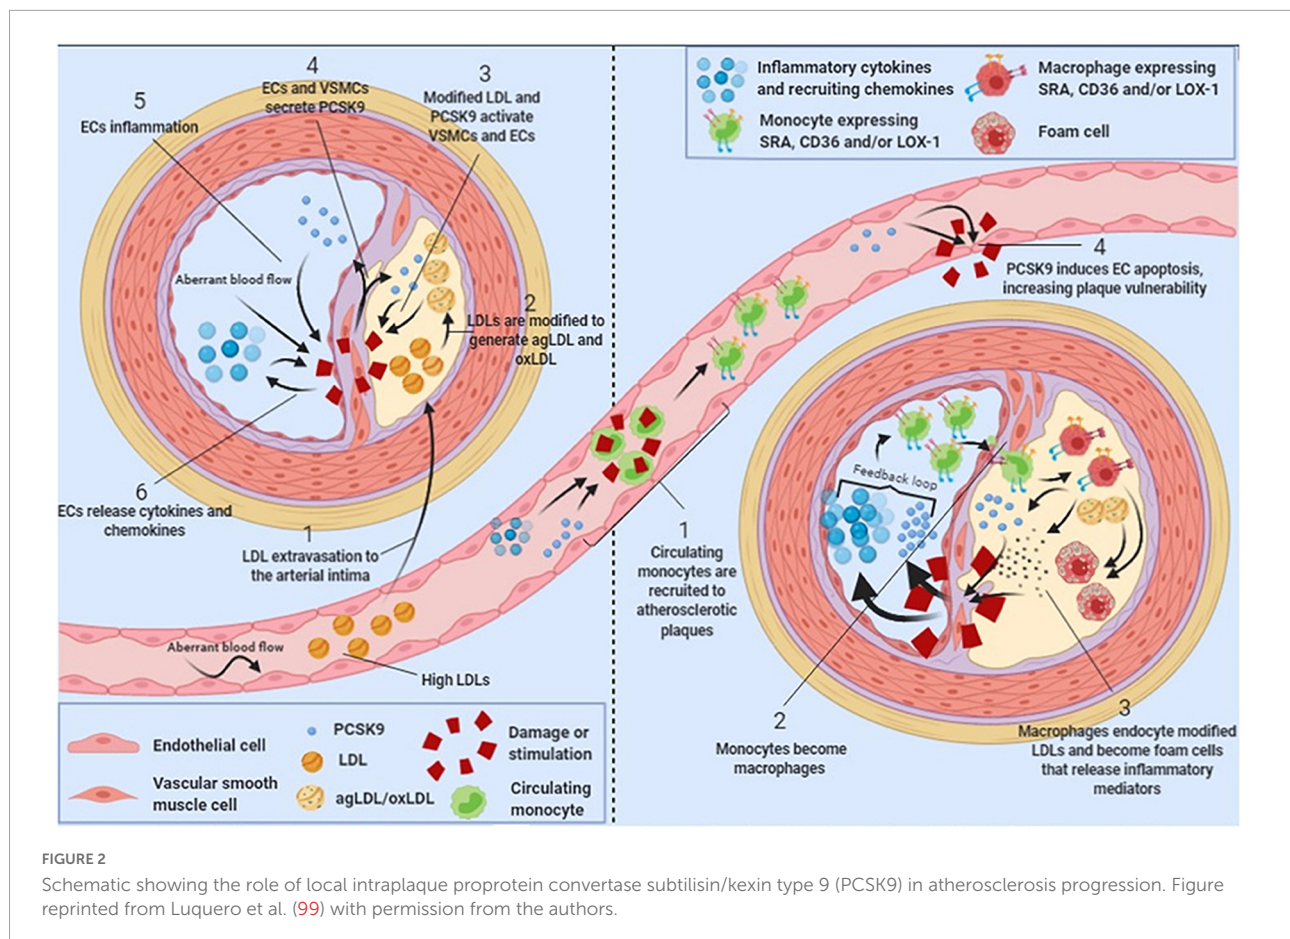 4
ECs and VSMCs
secrete PCSK9
3
Modified LDL and
PCSK9 activate
VSMCs and ECs
5
ECs inflammation
Aberrant blood flow
2
LDLs are modified to
generate agLDL and
oxLDL
6
ECs release cytokines and
chemokines
1
LDL extravasation to
the arterial intima
Aberrant blood flow
High LDLs
Endothelial cell
Vascular smooth
muscle cell
PCSK9
LDL
agLDL/oxLDL
Damage or
stimulation
Circulating
monocyte
Inflammatory cytokines
and recruiting chemokines
Monocyte expressing
SRA, CD36 and/or LOX-1
Macrophage expressing
SRA, CD36 and/or LOX-1
Foam cell
4
PCSK9 induces EC apoptosis,
increasing plaque vulnerability
Feedback loop
1
Circulating
monocytes are
recruited to
atherosclerotic
plaques
2
Monocytes become
macrophages
3
Macrophages endocyte modified
LDLs and become foam cells
that release inflammatory
mediators
FIGURE 2
Schematic showing the role of local intraplaque proprotein convertase subtilisin/kexin type 9 (PCSK9) in atherosclerosis progression. Figure
reprinted from Luquero et al. (99) with permission from the authors.